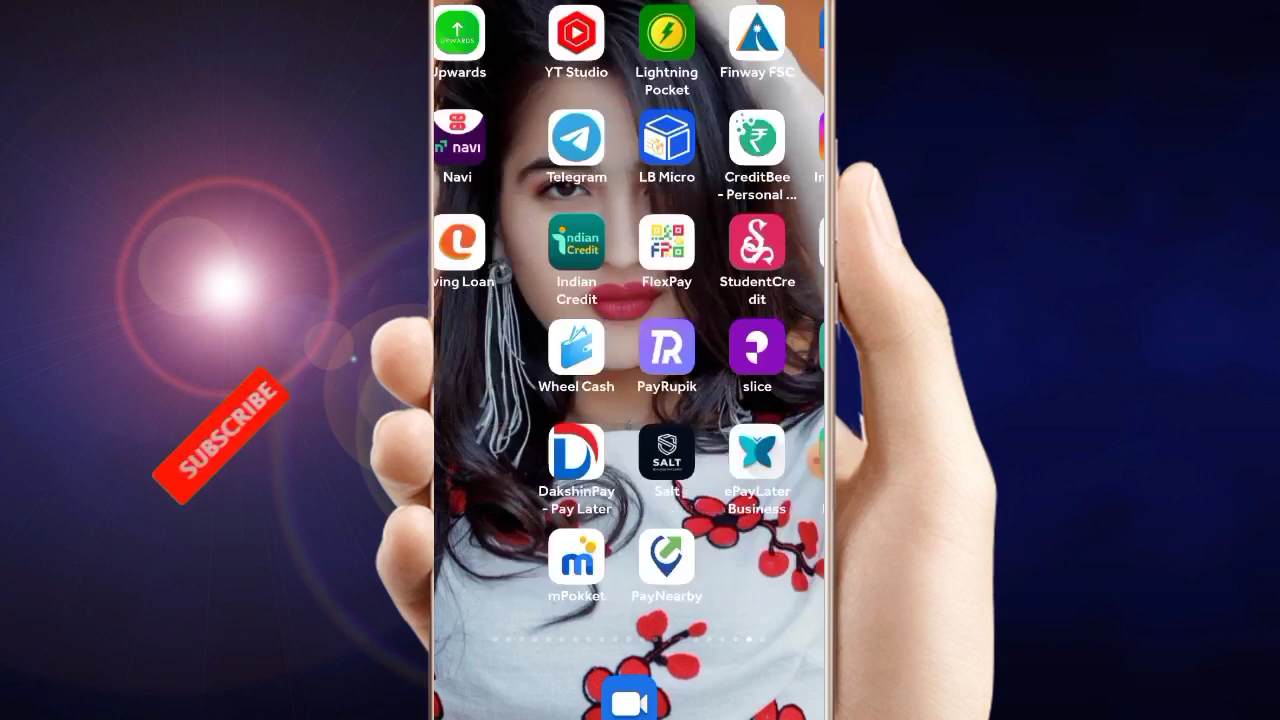 UPWARDS
Upwards
YT Studio
Lightning
Pocket
Finway FSC
navi
Navi
Telegram
LB Micro
CreditBee
- Personal ...
ving Loan
indian
Credit
Indian
Credit
FlexPay
StudentCre
dit
Wheel Cash
TR
PayRupik
slice
SUBSCRIBE
D
DakshinPay
- Pay Later
SALT
Salt
ePayLater
Business
m
mPokket
PayNearby